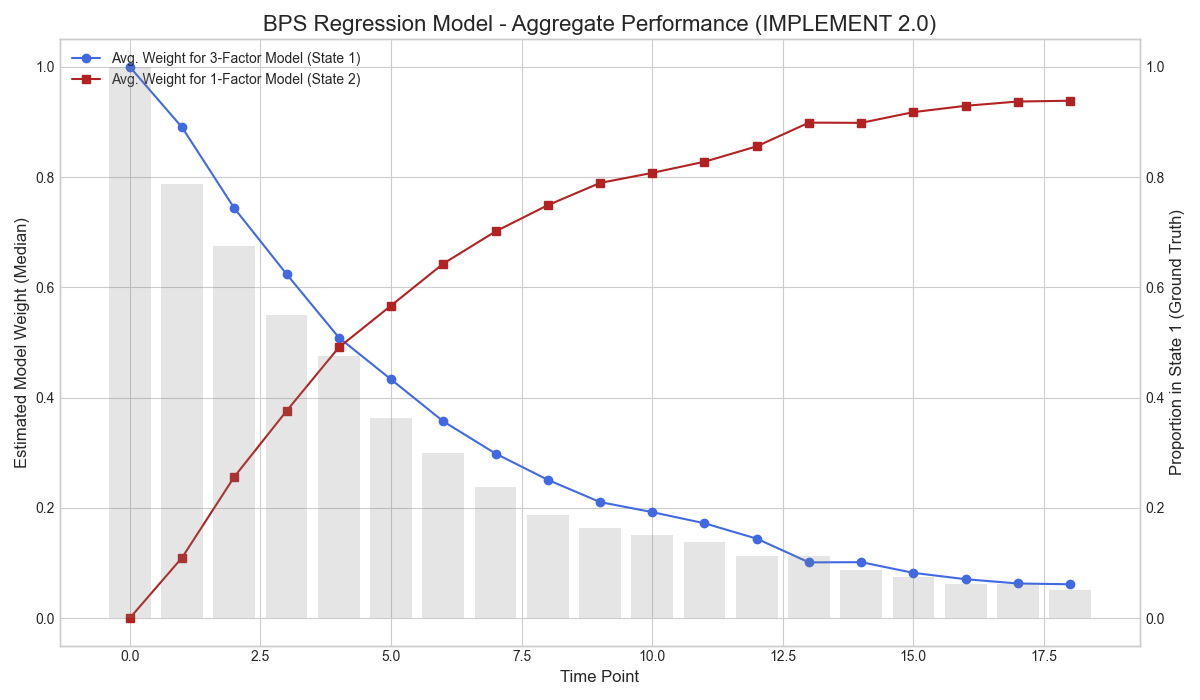 BPS Regression Model - Aggregate Performance (IMPLEMENT 2.0)
Avg. Weight for 3-Factor Model (State 1)
Avg. Weight for 1-Factor Model (State 2)
Estimated Model Weight (Median)
1.0
0.8
0.6
0.4
0.2
0.0
1.0
0.8
0.6
0.4
0.2
0.0
Proportion in State 1 (Ground Truth)
0.0 2.5 5.0 7.5 10.0 12.5 15.0 17.5
Time Point